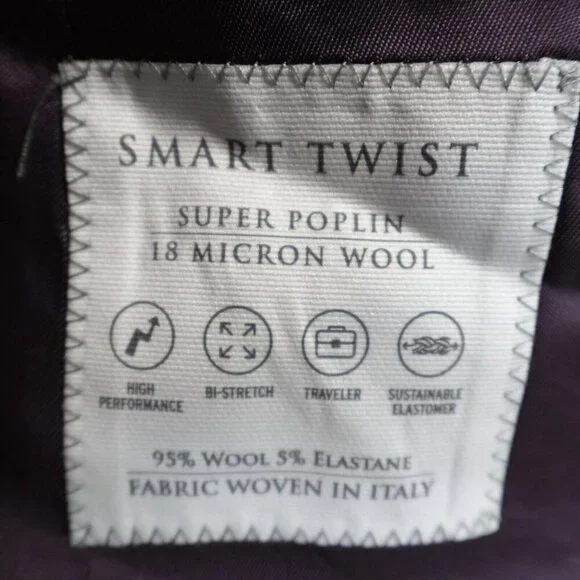 SMART TWIST
SUPER POPLIN
18 MICRON WOOL
HIGH
PERFORMANCE
BI-STRETCH
TRAVELER
SUSTAINABLE
ELASTOMER
95% WOOL 5% ELASTANE
FABRIC WOVEN IN ITALY